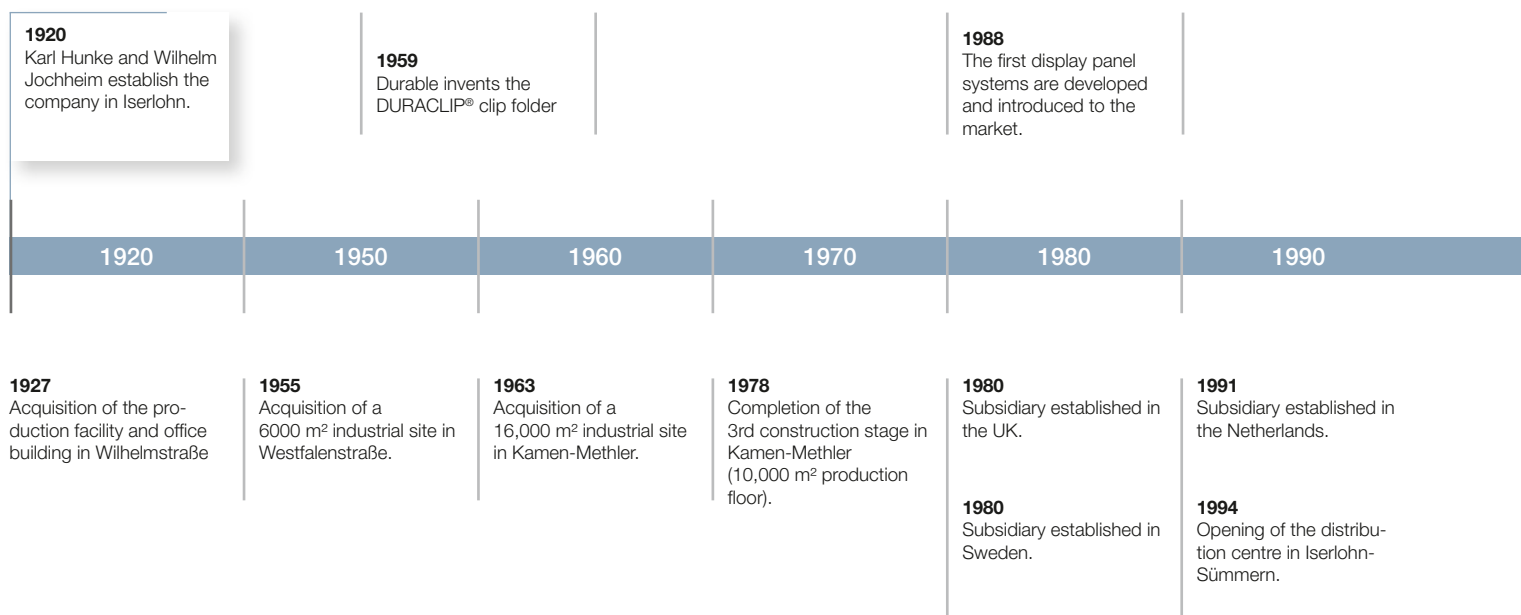 1920
Karl Hunke and Wilhelm
Jochheim establish the
company in Iserlohn.
1959
Durable invents the
DURACLIP® clip folder
1988
The first display panel
systems are developed
and introduced to the
market.
1920
1950
1960
1970
1980
1990
1927
Acquisition of the pro-
duction facility and office
building in Wilhelmstraße
1955
Acquisition of a
6000 m² industrial site in
Westfalenstraße.
1963
Acquisition of a
16,000 m² industrial site
in Kamen-Methler.
1978
Completion of the
3rd construction stage in
Kamen-Methler
(10,000 m² production
floor).
1980
Subsidiary established in
the UK.
1980
Subsidiary established in
Sweden.
1991
Subsidiary established in
the Netherlands.
1994
Opening of the distribu-
tion centre in Iserlohn-
Sümmern.